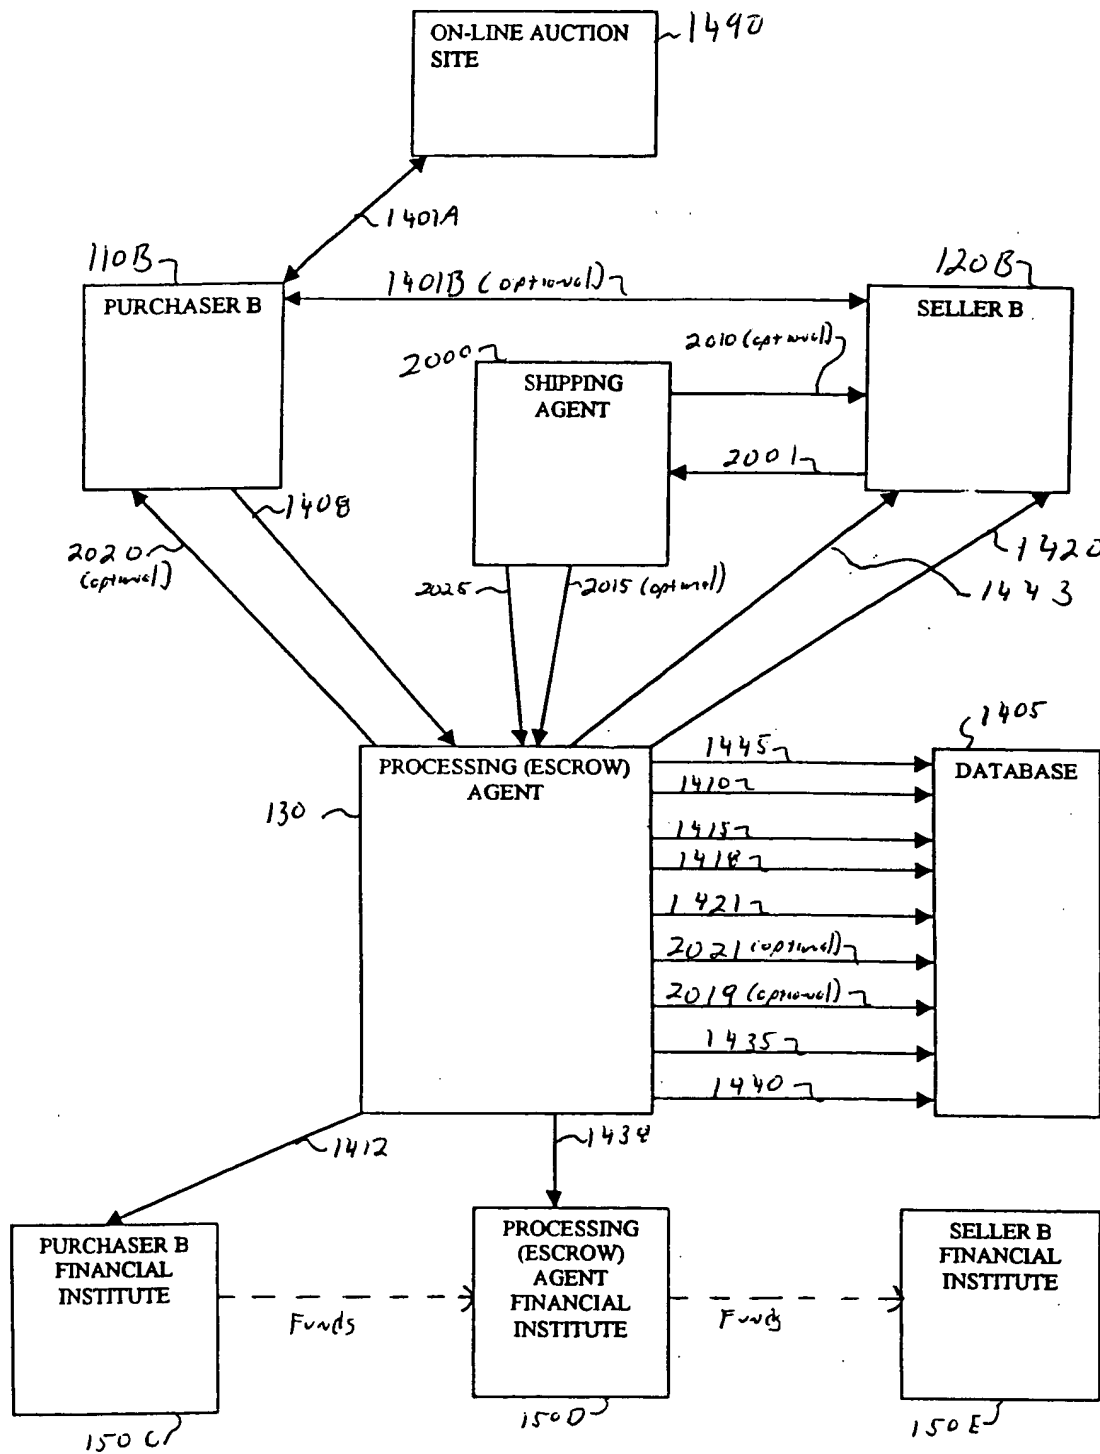 ON-LINE AUCTION
SITE
1490
1401A
110B
PURCHASER B
1401B (optional)
120B
SELLER B
2000
SHIPPING
AGENT
2010 (optional)
2001
1408
2020
(optional)
2025
2015 (optional)
1420
1443
130
PROCESSING (ESCROW)
AGENT
1405
DATABASE
1445
1410
1415
1418
1421
2021 (optional)
2019 (optional)
1435
1440
1412
1438
PURCHASER B
FINANCIAL
INSTITUTE
Funds
PROCESSING
(ESCROW)
AGENT
FINANCIAL
INSTITUTE
Funds
SELLER B
FINANCIAL
INSTITUTE
150C
150D
150E